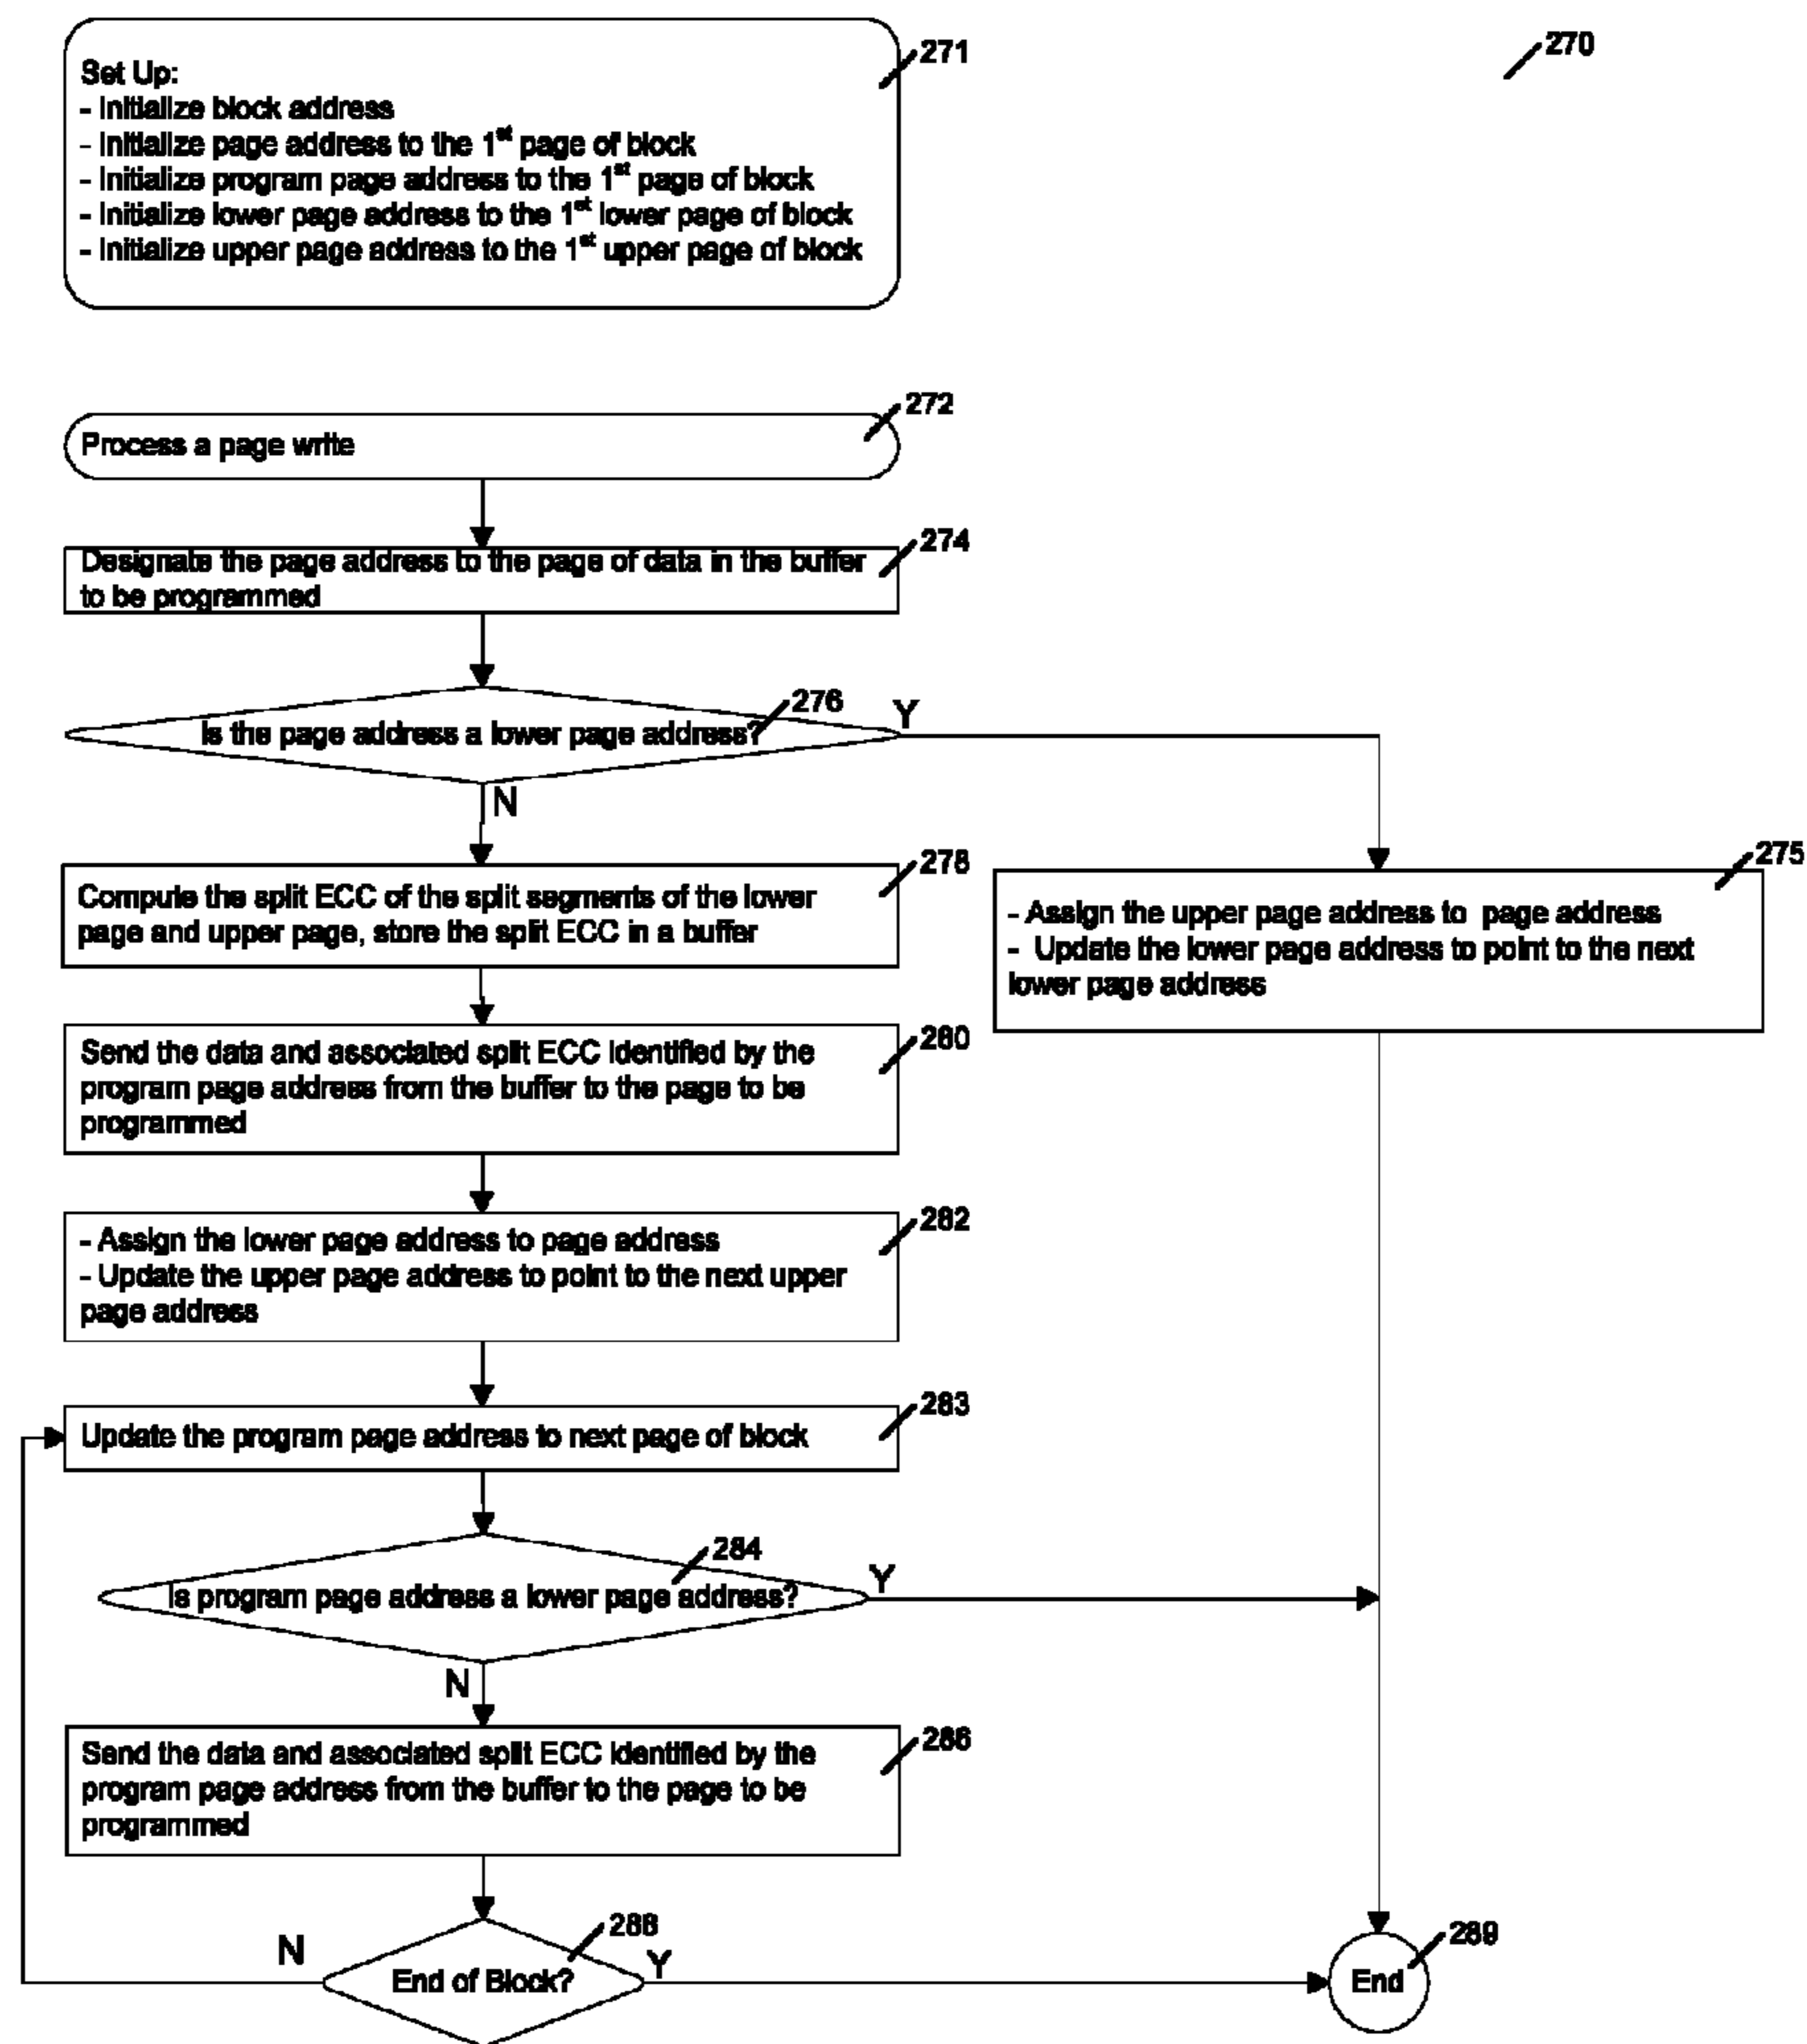 270
271
Set Up:
- Initialize block address
- Initialize page address to the 1st page of block
- Initialize program page address to the 1st page of block
- Initialize lower page address to the 1st lower page of block
- Initialize upper page address to the 1st upper page of block
272
Process a page write
274
Designate the page address to the page of data in the buffer
to be programmed
276
Is the page address a lower page address?
Y
N
278
Compute the split ECC of the split segments of the lower
page and upper page, store the split ECC in a buffer
275
- Assign the upper page address to page address
- Update the lower page address to point to the next
lower page address
280
Send the data and associated split ECC identified by the
program page address from the buffer to the page to be
programmed
282
- Assign the lower page address to page address
- Update the upper page address to point to the next upper
page address
283
Update the program page address to next page of block
284
Is program page address a lower page address?
Y
N
286
Send the data and associated split ECC identified by the
program page address from the buffer to the page to be
programmed
288
End of Block?
N
Y
289
End